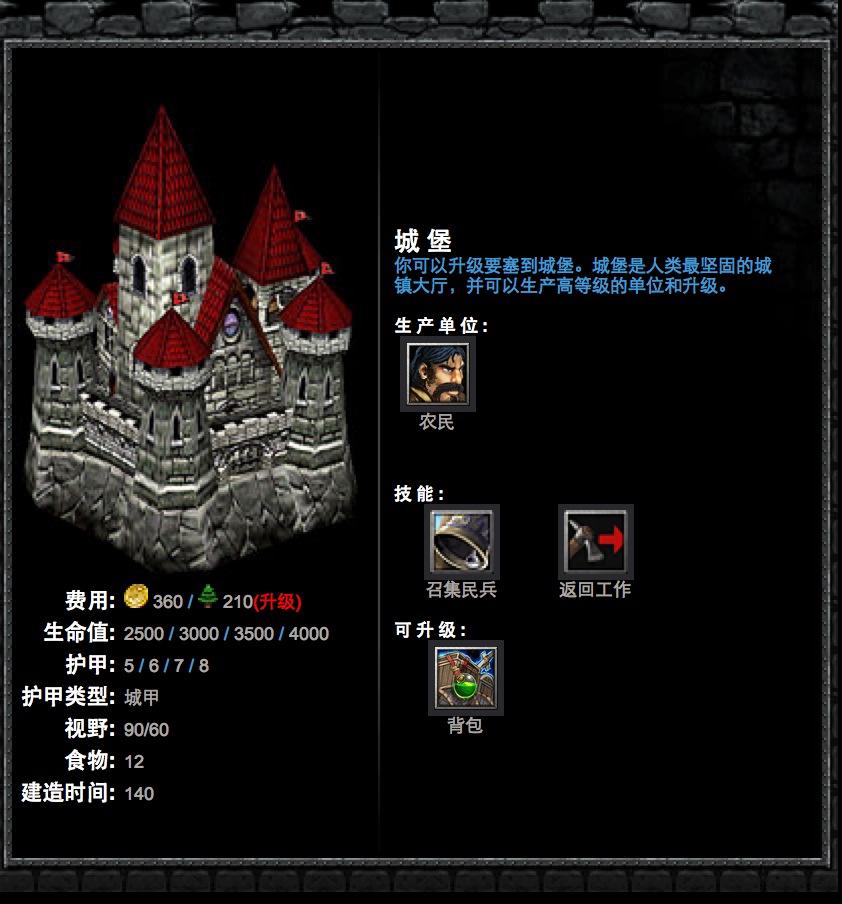 城 堡
你可以升级要塞到城堡。城堡是人类最坚固的城
镇大厅，并可以生产高等级的单位和升级。
生产单位:
农民
技能:
召集民兵 返回工作
可升级:
背包
费用: 360 / 210(升级)
生命值: 2500 / 3000 / 3500 / 4000
护甲: 5 / 6 / 7 / 8
护甲类型: 城甲
视野: 90/60
食物: 12
建造时间: 140